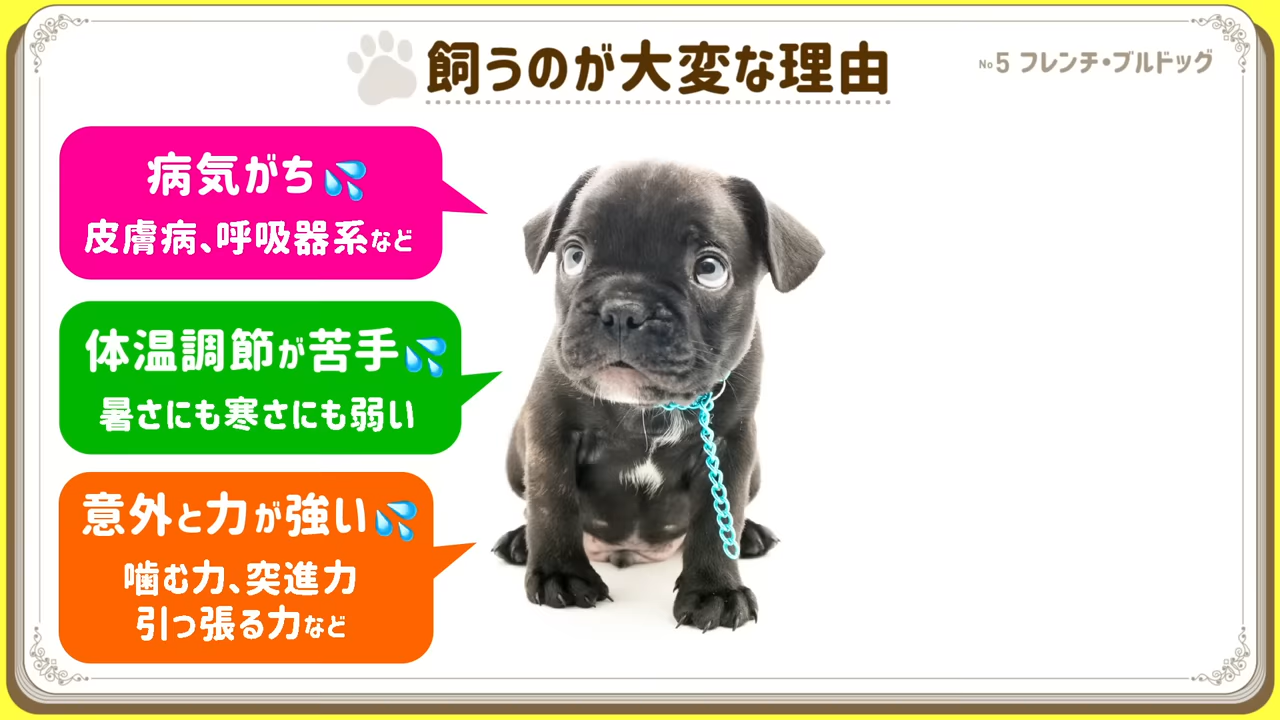 飼うのが大変な理由
No5 フレンチ・ブルドッグ
病気がち💦
皮膚病、呼吸器系など
体温調節が苦手💦
暑さにも寒さにも弱い
意外と力が強い💦
噛む力、突進力
引っ張る力など